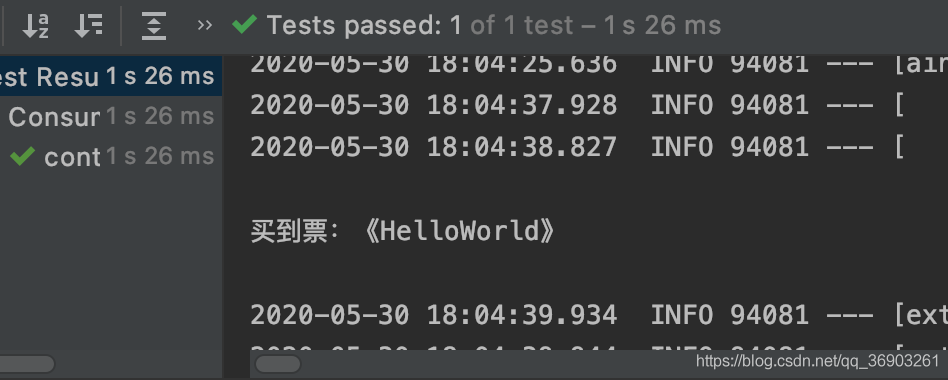 Tests passed: 1 of 1 test – 1 s 26 ms
est Resu 1 s 26 ms
Consur 1 s 26 ms
cont 1 s 26 ms
2020-05-30 18:04:25.636  INFO 94081 --- [ain
2020-05-30 18:04:37.928  INFO 94081 --- [
2020-05-30 18:04:38.827  INFO 94081 --- [
买到票：《HelloWorld》
2020-05-30 18:04:39.934  INFO 94081 --- [ext
https://blog.csdn.net/qq_36903261